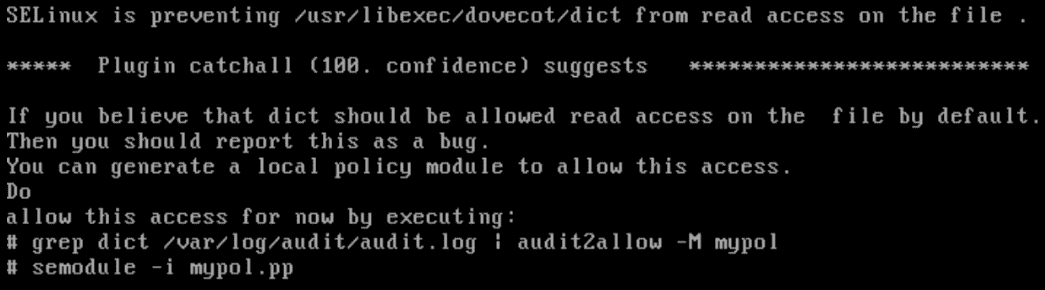 SELinux is preventing /usr/libexec/dovecot/dict from read access on the file .
*****  Plugin catchall (100. confidence) suggests   **************************
If you believe that dict should be allowed read access on the  file by default.
Then you should report this as a bug.
You can generate a local policy module to allow this access.
Do
allow this access for now by executing:
# grep dict /var/log/audit/audit.log | audit2allow -M mypol
# semodule -i mypol.pp